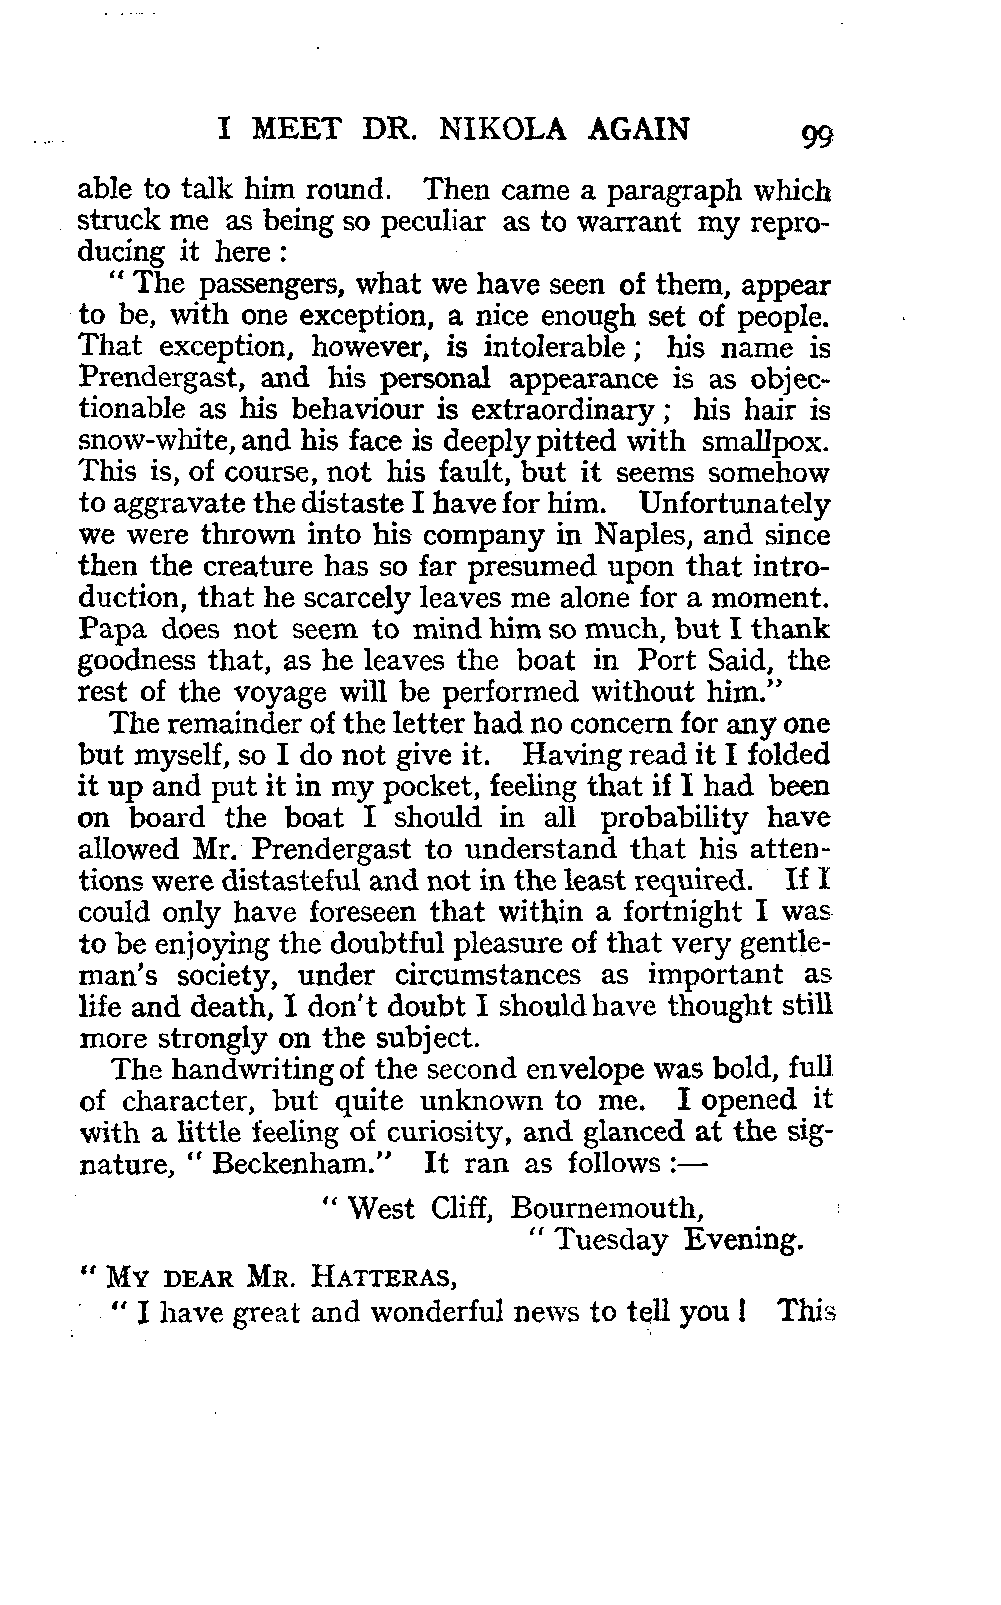 I MEET DR. NIKOLA AGAIN 99
able to talk him round. Then came a paragraph which
struck me as being so peculiar as to warrant my repro-
ducing it here :
“ The passengers, what we have seen of them, appear
to be, with one exception, a nice enough set of people.
That exception, however, is intolerable ; his name is
Prendergast, and his personal appearance is as objec-
tionable as his behaviour is extraordinary ; his hair is
snow-white, and his face is deeply pitted with smallpox.
This is, of course, not his fault, but it seems somehow
to aggravate the distaste I have for him. Unfortunately
we were thrown into his company in Naples, and since
then the creature has so far presumed upon that intro-
duction, that he scarcely leaves me alone for a moment.
Papa does not seem to mind him so much, but I thank
goodness that, as he leaves the boat in Port Said, the
rest of the voyage will be performed without him.”
The remainder of the letter had no concern for any one
but myself, so I do not give it. Having read it I folded
it up and put it in my pocket, feeling that if I had been
on board the boat I should in all probability have
allowed Mr. Prendergast to understand that his atten-
tions were distasteful and not in the least required. If I
could only have foreseen that within a fortnight I was
to be enjoying the doubtful pleasure of that very gentle-
man's society, under circumstances as important as
life and death, I don't doubt I should have thought still
more strongly on the subject.
The handwriting of the second envelope was bold, full
of character, but quite unknown to me. I opened it
with a little feeling of curiosity, and glanced at the sig-
nature, “ Beckenham.” It ran as follows :—
“ West Cliff, Bournemouth,
“ Tuesday Evening.
“ MY DEAR MR. HATTERAS,
“ I have great and wonderful news to tell you ! This